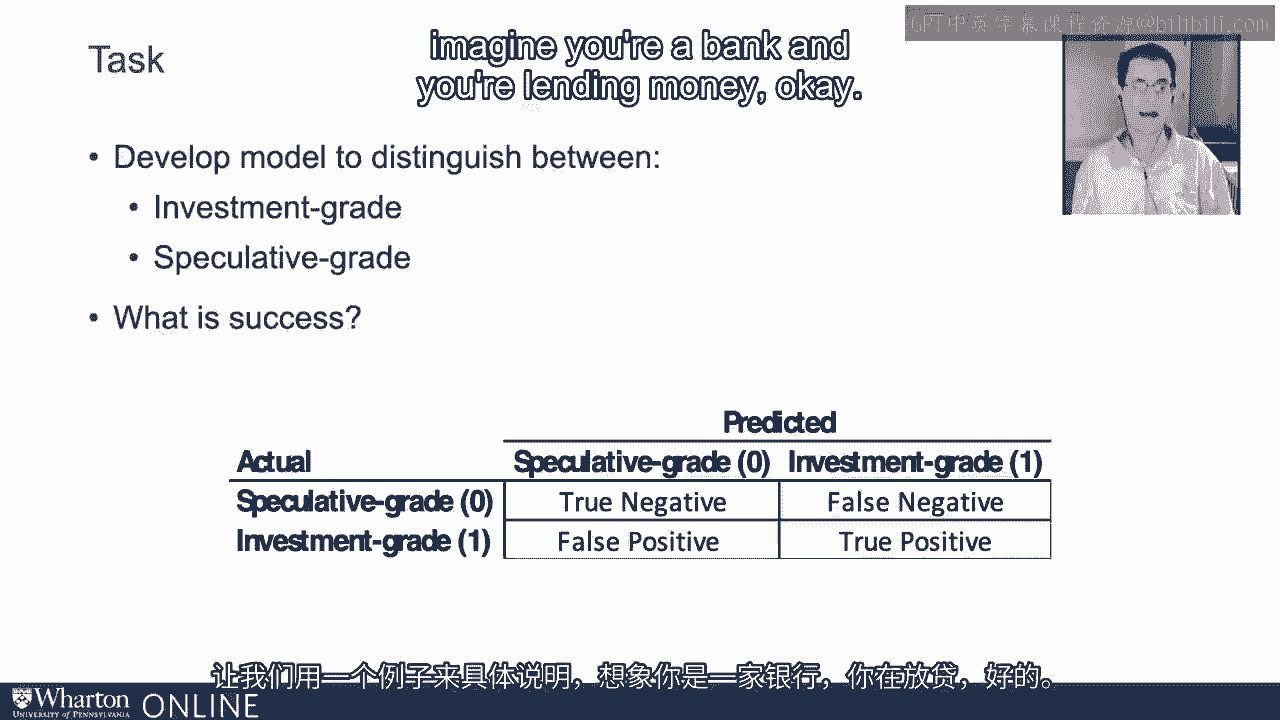 GPT中英字幕课程资源@bilibili.com
imagine you're a bank and
you're lending money, okay.
Task
• Develop model to distinguish between:
• Investment-grade
• Speculative-grade
• What is success?
Predicted
Actual Speculative-grade (0) Investment-grade (1)
Speculative-grade (0) True Negative False Negative
Investment-grade (1) False Positive True Positive
让我们用一个例子来具体说明，想象你是一家银行，你在放贷，好的。
Wharton ONLINE
UNIVERSITY of PENNSYLVANIA